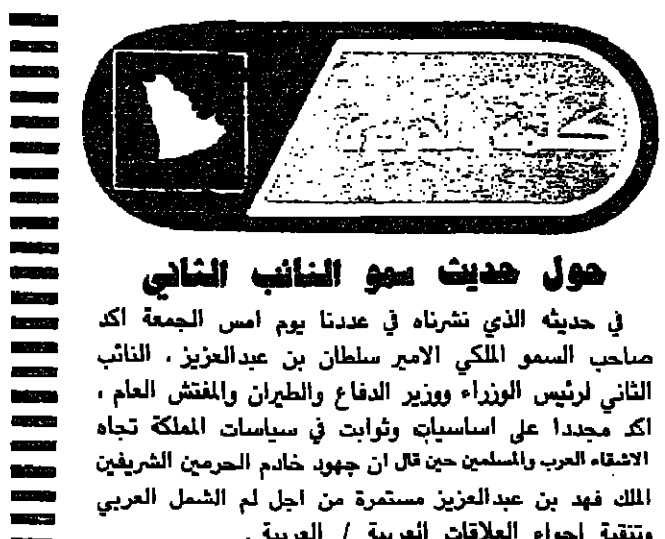 حول حديث سمو النائب الثاني
في حديثه الذي نشرناه في عددنا يوم امس الجمعة اكد
صاحب السمو الملكي الامير سلطان بن عبدالعزيز ، النائب
الثاني لرئيس الوزراء ووزير الدفاع والطيران والمفتش العام ،
اكد مجددا على اساسيات وثوابت في سياسات المملكة تجاه
الاشقاء العرب والمسلمين حين قال ان جهود خادم الحرمين الشريفين
الملك فهد بن عبدالعزيز مستمرة من اجل لم الشمل العربي
وتنقية اجواء العلاقات العربية / العربية .